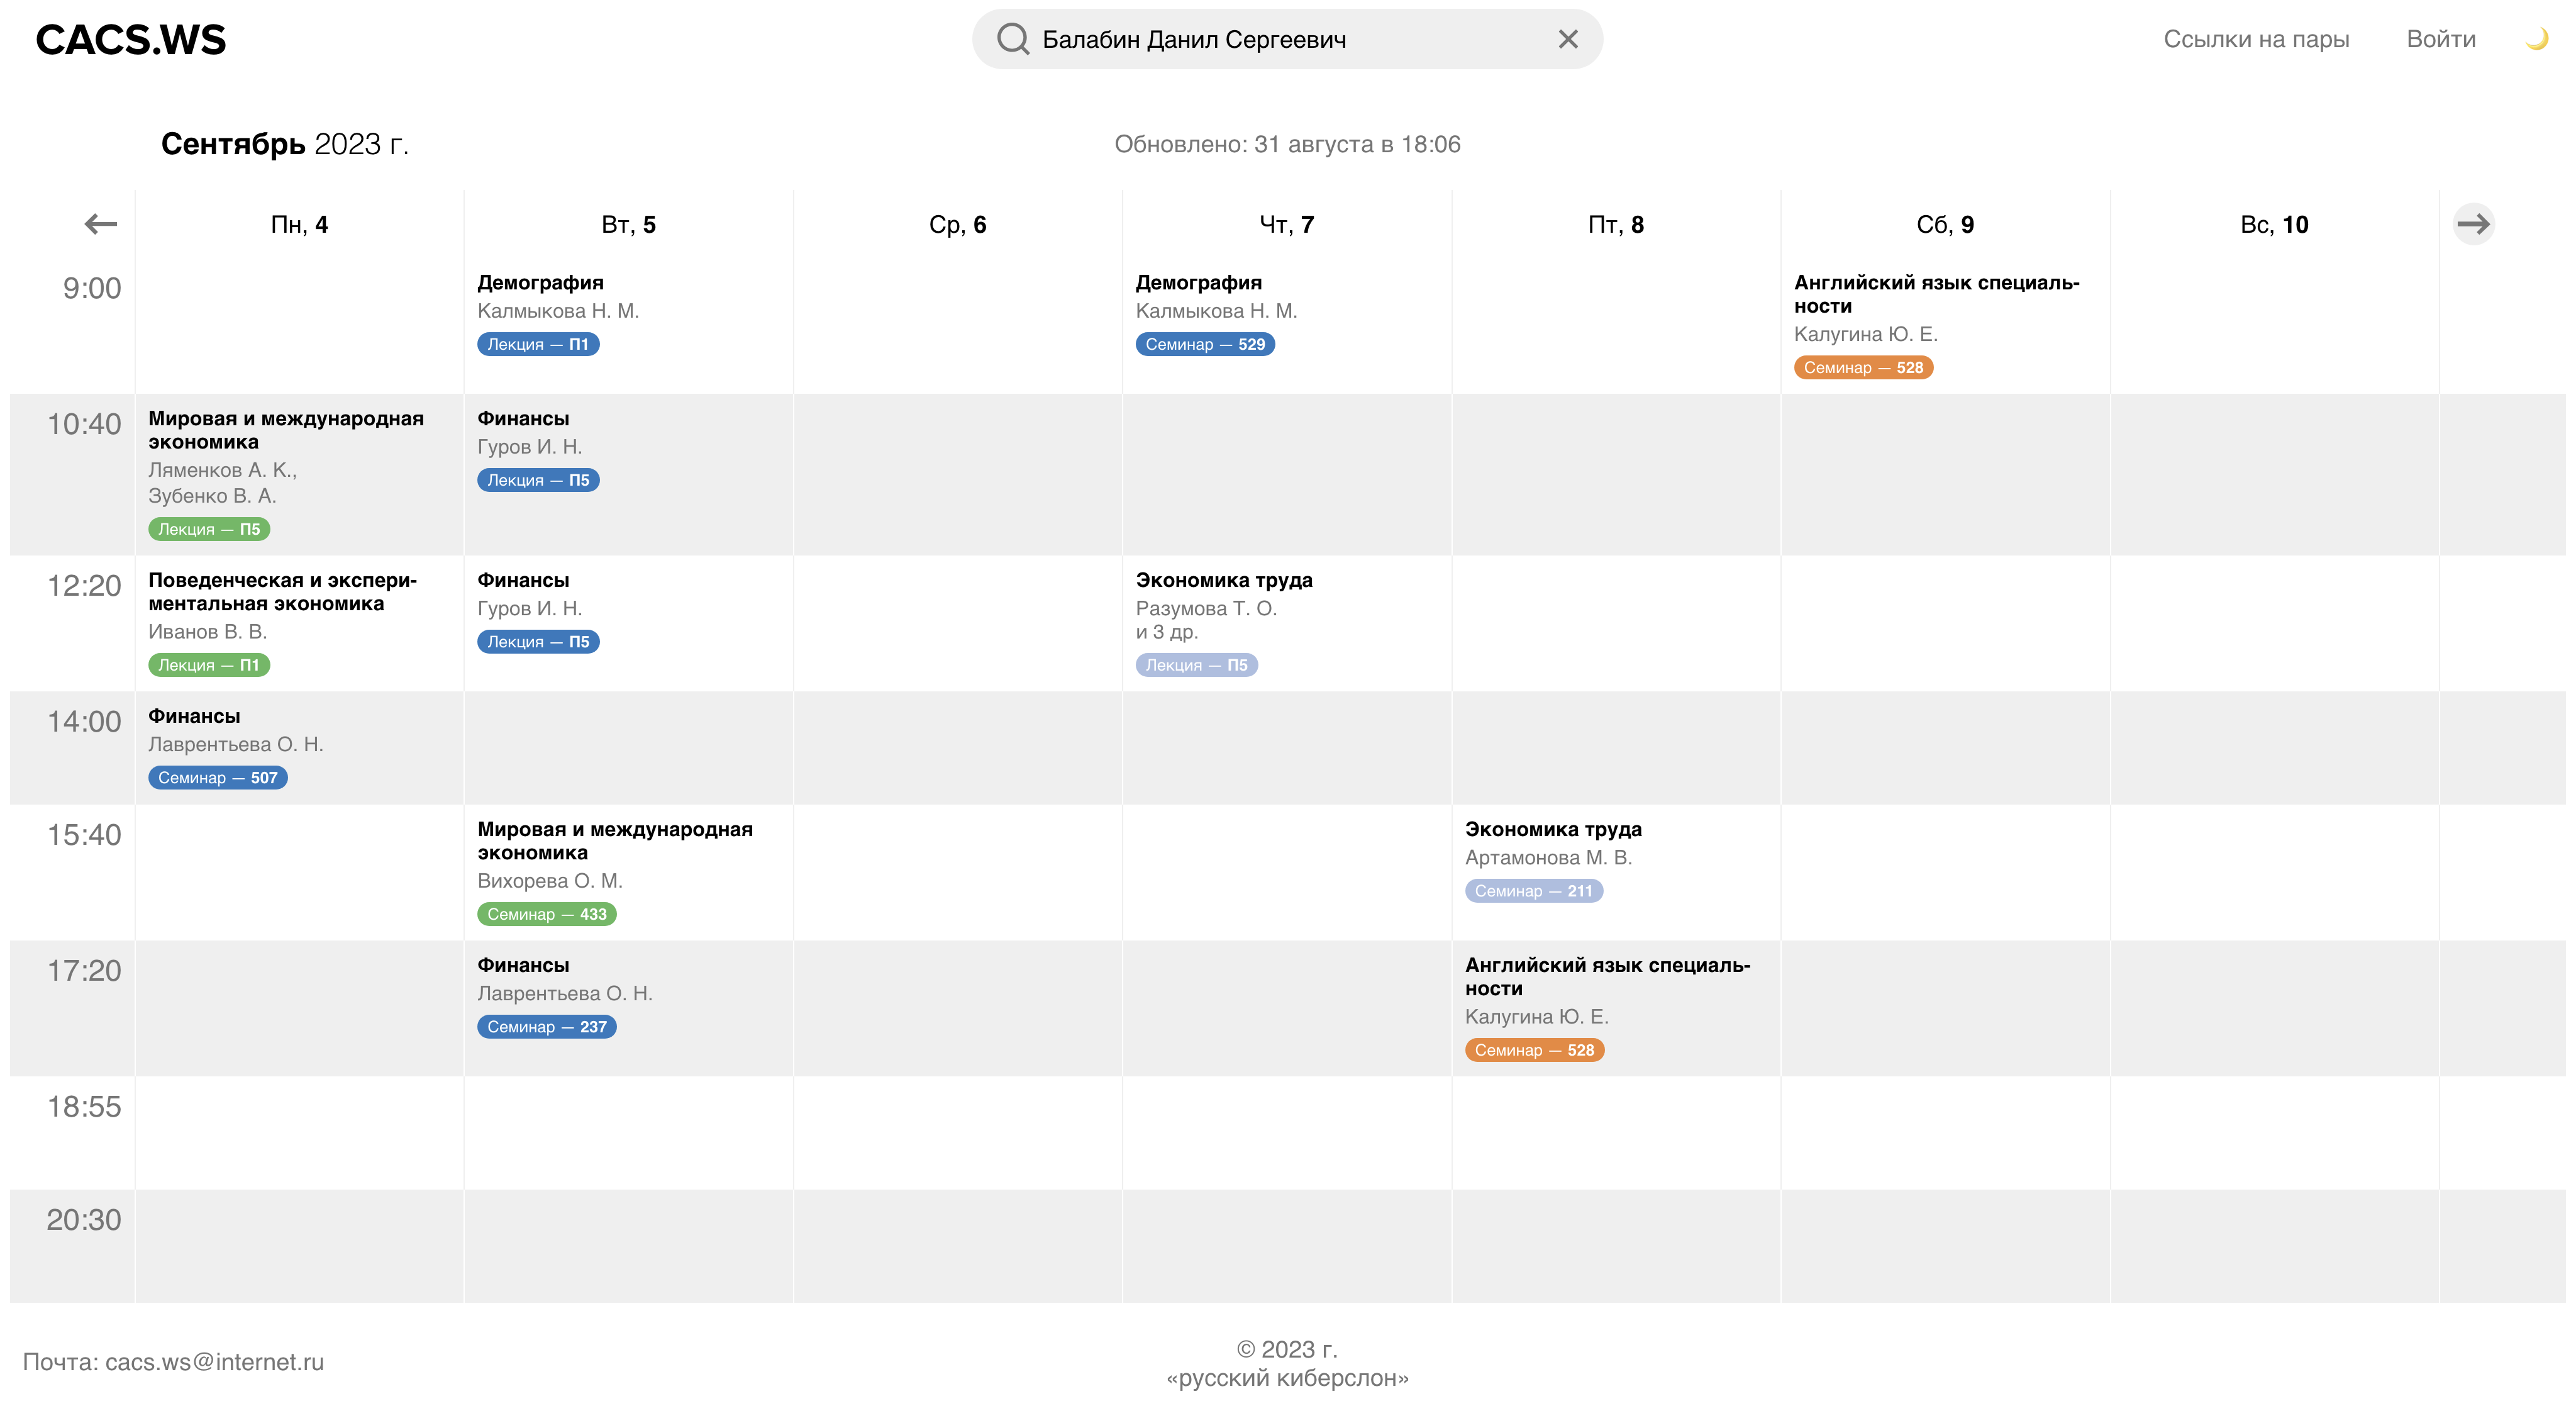 CACS.WS
Балабин Данил Сергеевич
Ссылки на пары
Войти
Сентябрь 2023 г.
Обновлено: 31 августа в 18:06
Пн, 4
Вт, 5
Ср, 6
Чт, 7
Пт, 8
Сб, 9
Вс, 10
9:00
Демография
Калмыкова Н. М.
Лекция — П1
Демография
Калмыкова Н. М.
Семинар — 529
Английский язык специаль-
ности
Калугина Ю. Е.
Семинар — 528
10:40
Мировая и международная
экономика
Ляменков А. К.,
Зубенко В. А.
Лекция — П5
Финансы
Гуров И. Н.
Лекция — П5
12:20
Поведенческая и экспери-
ментальная экономика
Иванов В. В.
Лекция — П1
Финансы
Гуров И. Н.
Лекция — П5
Экономика труда
Разумова Т. О.
и 3 др.
Лекция — П5
14:00
Финансы
Лаврентьева О. Н.
Семинар — 507
15:40
Мировая и международная
экономика
Вихорева О. М.
Семинар — 433
Экономика труда
Артамонова М. В.
Семинар — 211
17:20
Финансы
Лаврентьева О. Н.
Семинар — 237
Английский язык специаль-
ности
Калугина Ю. Е.
Семинар — 528
18:55
20:30
Почта: cacs.ws@internet.ru
© 2023 г.
«русский киберслон»